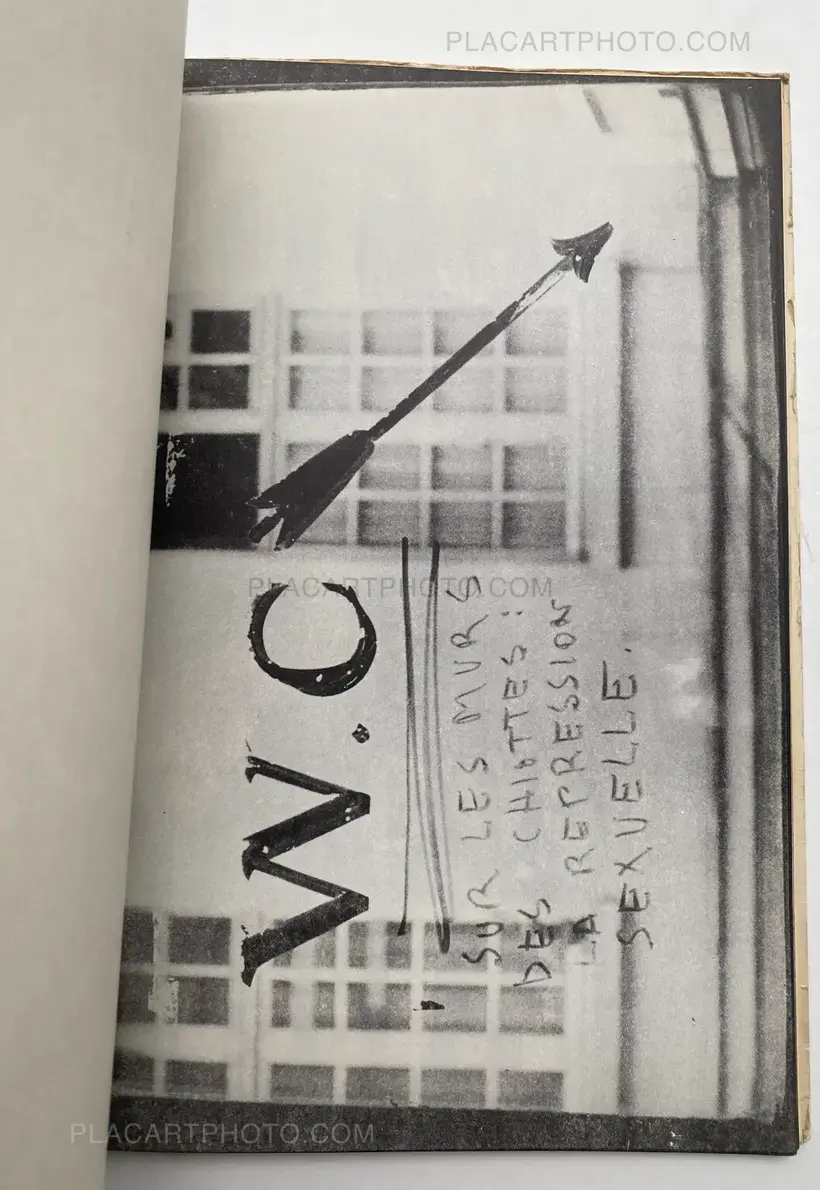 PLACARTPHOTO.COM
W.C
PLACARTPHOTO.COM
SUR LES MURS
DES CHIOTTES:
LA REPRESSION
SEXUELLE.
PLACARTPHOTO.COM